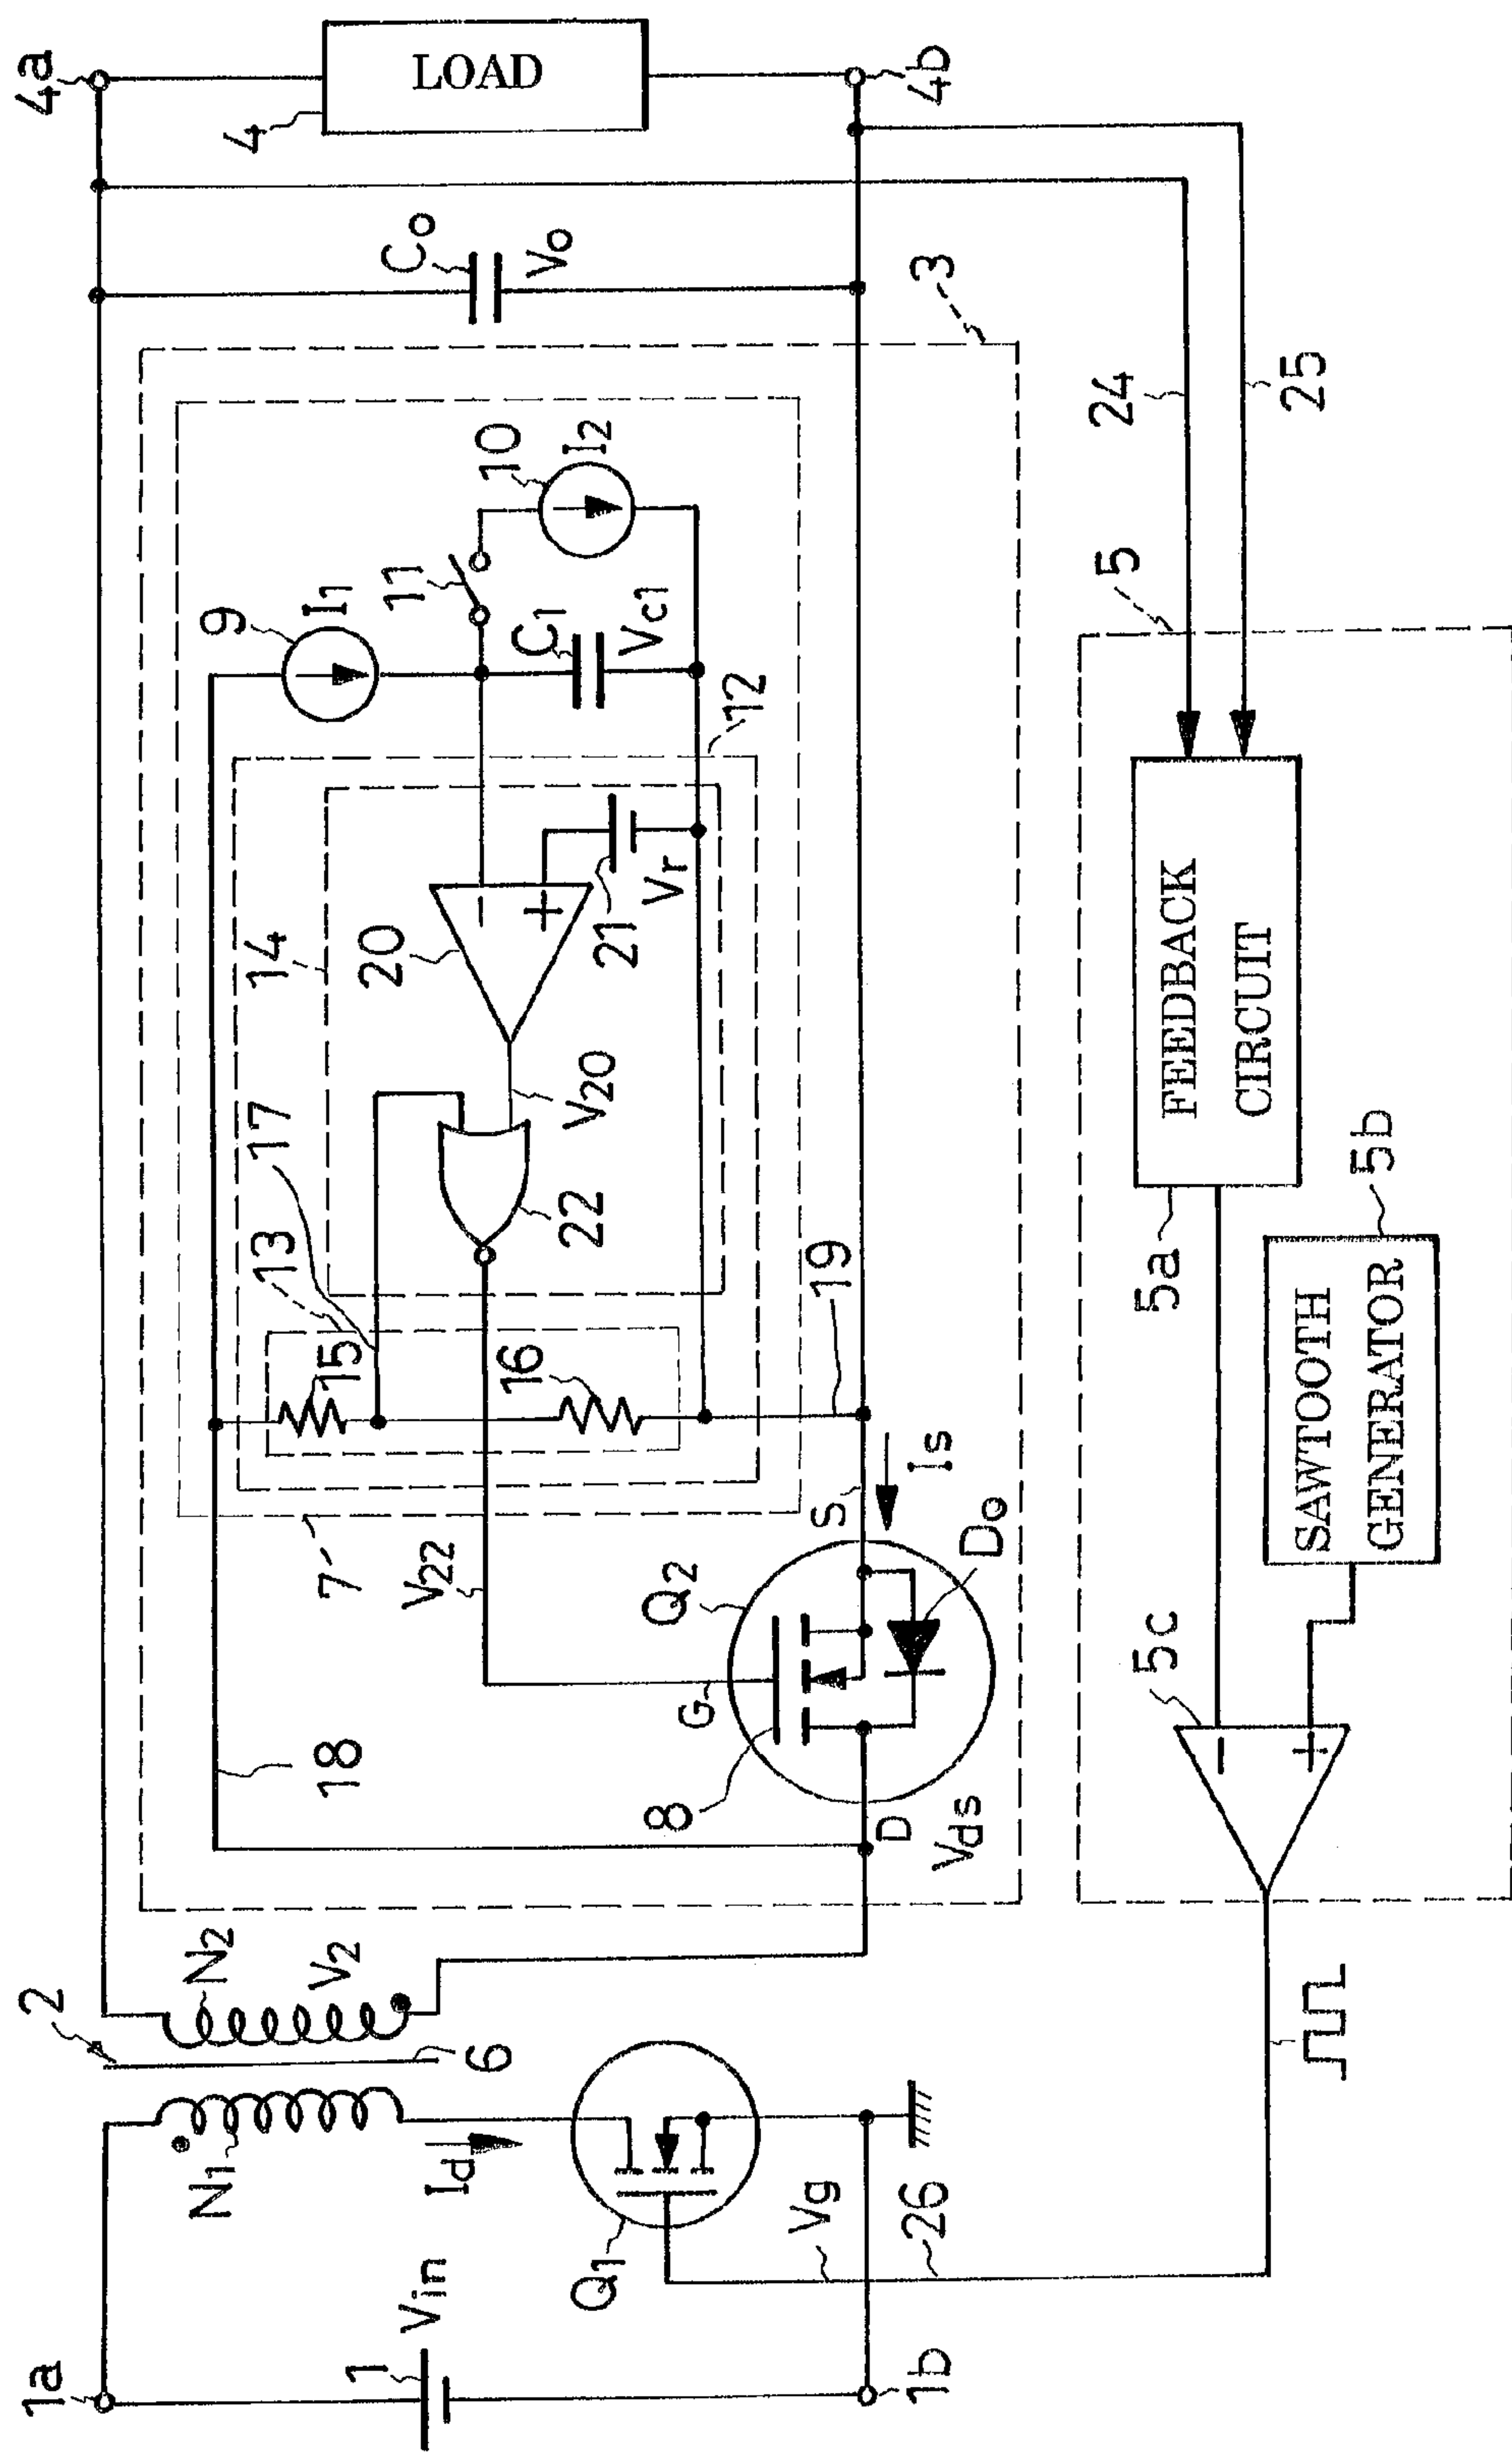 4a
LOAD
4
4b
Co
Vo
3
24
25
10
I2
11
9
I1
C1
Vc1
12
5
14
20
21
Vr
17
V20
22
13
15
16
19
FEEDBACK
CIRCUIT
5a
5b
SAWTOOTH
GENERATOR
5c
7
V22
Q2
S
Is
Do
G
8
D
Vds
18
2
N2
V2
6
N1
Id
Q1
Vg
26
1a
1
Vin
1b